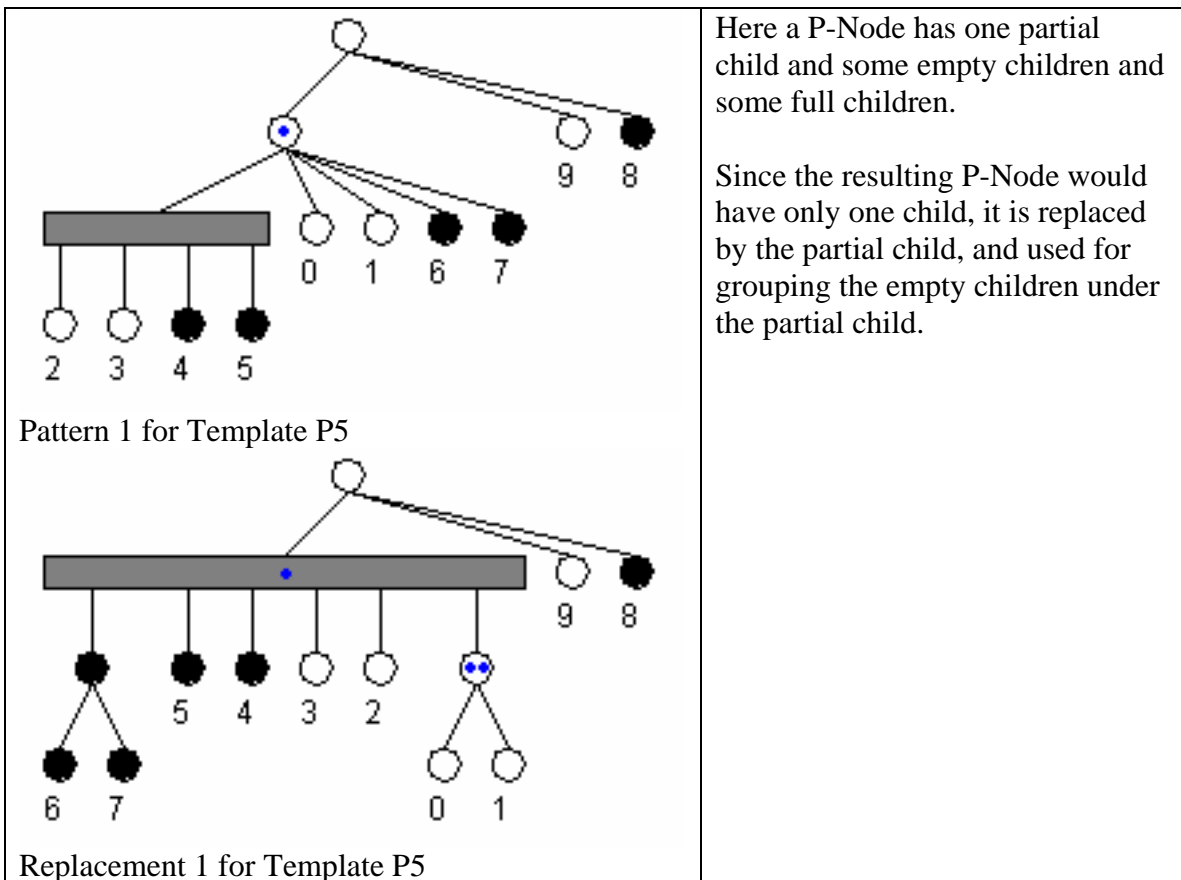 9 8
0 1 6 7
2 3 4 5
Pattern 1 for Template P5
9 8
5 4 3 2
6 7 0 1
Replacement 1 for Template P5
Here a P-Node has one partial
child and some empty children and
some full children.
Since the resulting P-Node would
have only one child, it is replaced
by the partial child, and used for
grouping the empty children under
the partial child.